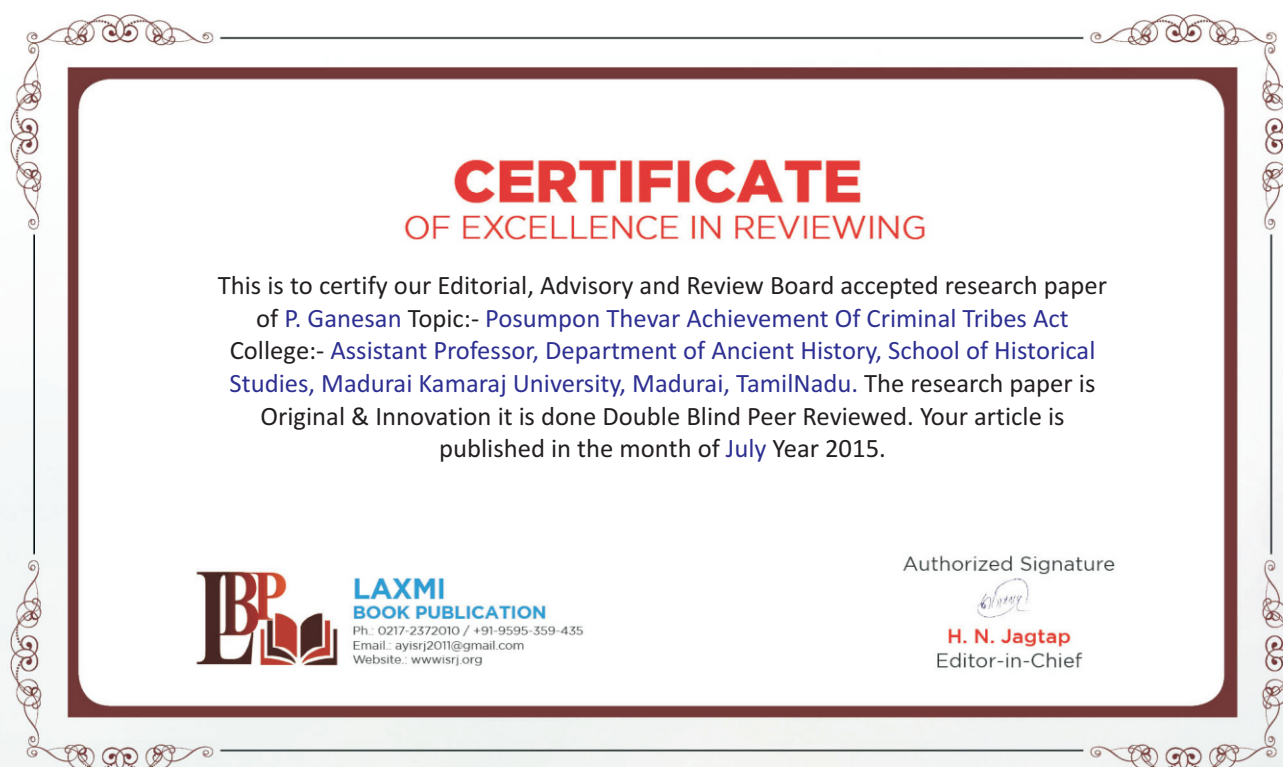 CERTIFICATE
OF EXCELLENCE IN REVIEWING
This is to certify our Editorial, Advisory and Review Board accepted research paper
of P. Ganesan Topic:- Posumpon Thevar Achievement Of Criminal Tribes Act
College:- Assistant Professor, Department of Ancient History, School of Historical
Studies, Madurai Kamaraj University, Madurai, TamilNadu. The research paper is
Original & Innovation it is done Double Blind Peer Reviewed. Your article is
published in the month of July Year 2015.
LBP
LAXMI
BOOK PUBLICATION
Ph.: 0217-2372010 / +91-9595-359-435
Email.: ayisrj2011@gmail.com
Website.: wwwisrj.org
Authorized Signature
H. N. Jagtap
Editor-in-Chief